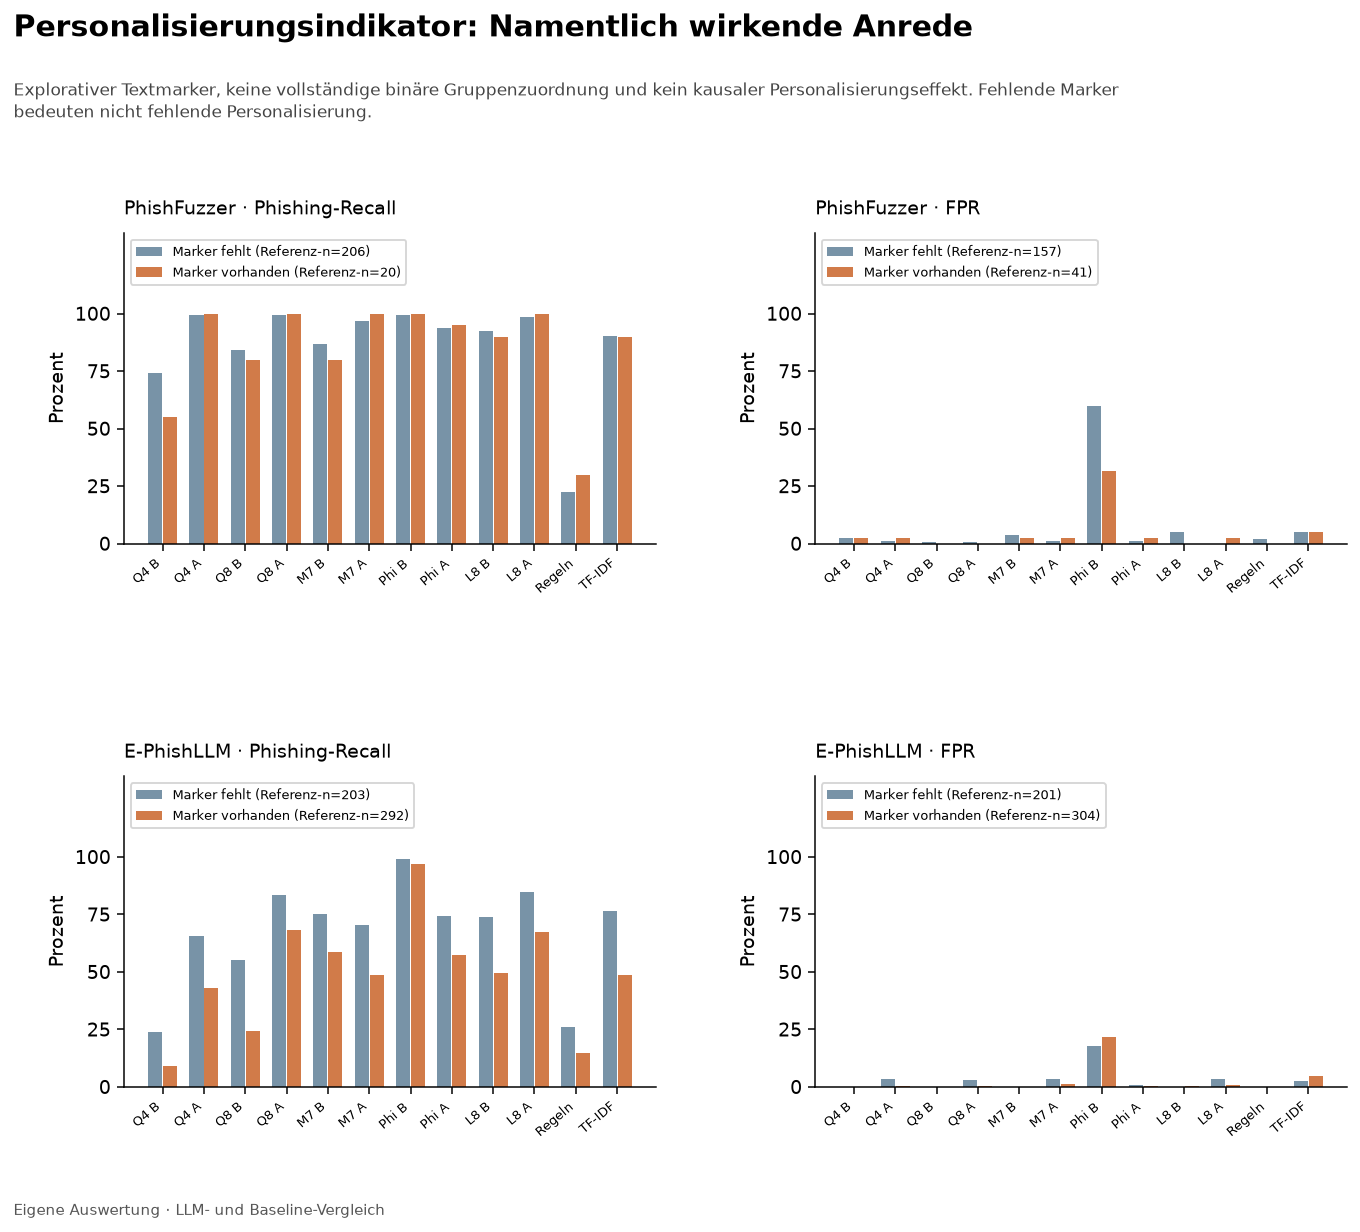 Personalisierungsindikator: Namentlich wirkende Anrede
Explorativer Textmarker, keine vollständige binäre Gruppenzuordnung und kein kausaler Personalisierungseffekt. Fehlende Marker
bedeuten nicht fehlende Personalisierung.
PhishFuzzer · Phishing-Recall
Marker fehlt (Referenz-n=206)
Marker vorhanden (Referenz-n=20)
Prozent
100
75
50
25
0
Q4 B
Q4 A
Q8 B
Q8 A
M7 B
M7 A
Phi B
Phi A
L8 B
L8 A
Regeln
TF-IDF
PhishFuzzer · FPR
Marker fehlt (Referenz-n=157)
Marker vorhanden (Referenz-n=41)
Prozent
100
75
50
25
0
Q4 B
Q4 A
Q8 B
Q8 A
M7 B
M7 A
Phi B
Phi A
L8 B
L8 A
Regeln
TF-IDF
E-PhishLLM · Phishing-Recall
Marker fehlt (Referenz-n=203)
Marker vorhanden (Referenz-n=292)
Prozent
100
75
50
25
0
Q4 B
Q4 A
Q8 B
Q8 A
M7 B
M7 A
Phi B
Phi A
L8 B
L8 A
Regeln
TF-IDF
E-PhishLLM · FPR
Marker fehlt (Referenz-n=201)
Marker vorhanden (Referenz-n=304)
Prozent
100
75
50
25
0
Q4 B
Q4 A
Q8 B
Q8 A
M7 B
M7 A
Phi B
Phi A
L8 B
L8 A
Regeln
TF-IDF
Eigene Auswertung · LLM- und Baseline-Vergleich